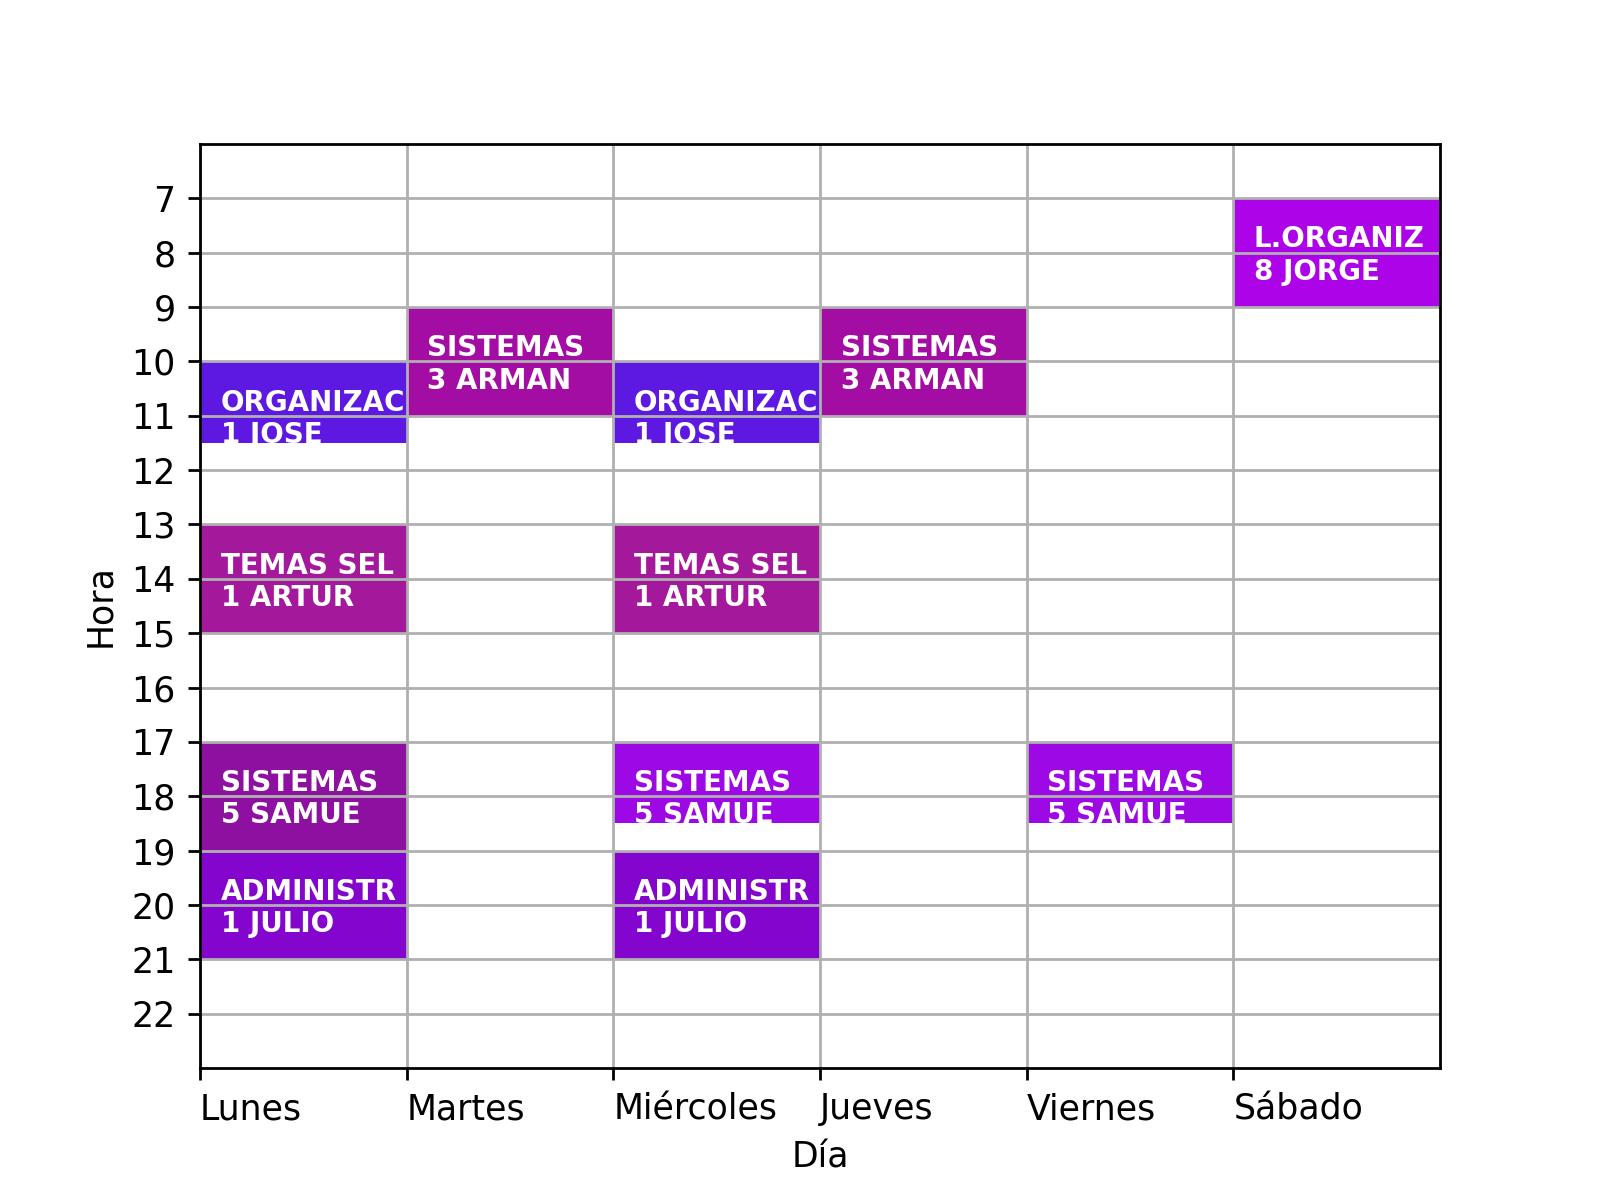 7
L.ORGANIZ
8
8 JORGE
9
SISTEMAS
SISTEMAS
10
3 ARMAN
3 ARMAN
ORGANIZAC
ORGANIZAC
11
1 JOSE
1 JOSE
12
13
TEMAS SEL
TEMAS SEL
14
1 ARTUR
1 ARTUR
Hora
15
16
17
SISTEMAS
SISTEMAS
SISTEMAS
18
5 SAMUE
5 SAMUE
5 SAMUE
19
ADMINISTR
ADMINISTR
20
1 JULIO
1 JULIO
21
22
Lunes
Martes
Miércoles
Jueves
Viernes
Sábado
Día